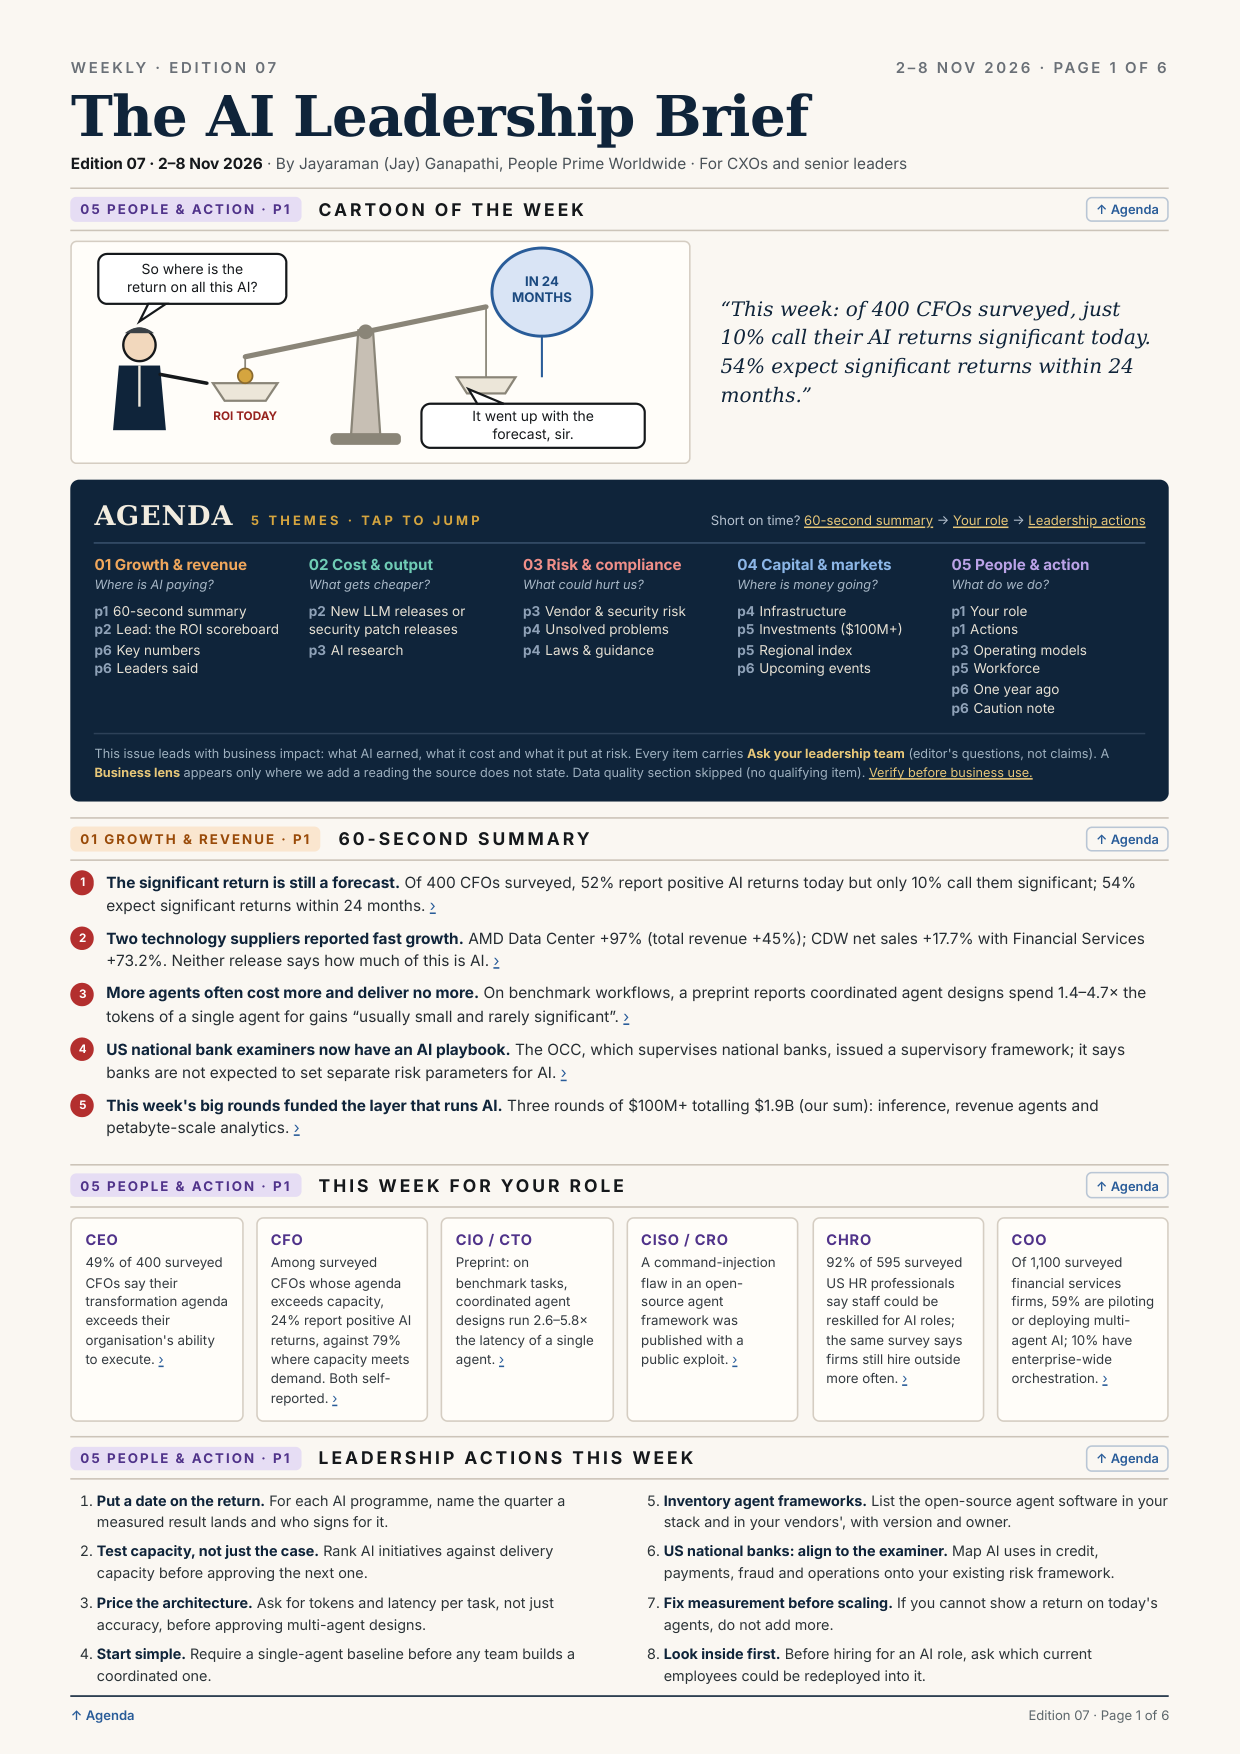 WEEKLY · EDITION 07
2–8 NOV 2026 · PAGE 1 OF 6
The AI Leadership Brief
Edition 07 · 2–8 Nov 2026 · By Jayaraman (Jay) Ganapathi, People Prime Worldwide · For CXOs and senior leaders
05 PEOPLE & ACTION · P1
CARTOON OF THE WEEK
↑ Agenda
So where is the
return on all this AI?
IN 24
MONTHS
ROI TODAY
It went up with the
forecast, sir.
“This week: of 400 CFOs surveyed, just
10% call their AI returns significant today.
54% expect significant returns within 24
months.”
AGENDA
5 THEMES · TAP TO JUMP
Short on time? 60-second summary → Your role → Leadership actions
01 Growth & revenue
Where is AI paying?
p1 60-second summary
p2 Lead: the ROI scoreboard
p6 Key numbers
p6 Leaders said
02 Cost & output
What gets cheaper?
p2 New LLM releases or
security patch releases
p3 AI research
03 Risk & compliance
What could hurt us?
p3 Vendor & security risk
p4 Unsolved problems
p4 Laws & guidance
04 Capital & markets
Where is money going?
p4 Infrastructure
p5 Investments ($100M+)
p5 Regional index
p6 Upcoming events
05 People & action
What do we do?
p1 Your role
p1 Actions
p3 Operating models
p5 Workforce
p6 One year ago
p6 Caution note
This issue leads with business impact: what AI earned, what it cost and what it put at risk. Every item carries Ask your leadership team (editor's questions, not claims). A
Business lens appears only where we add a reading the source does not state. Data quality section skipped (no qualifying item). Verify before business use.
01 GROWTH & REVENUE · P1
60-SECOND SUMMARY
↑ Agenda
1 The significant return is still a forecast. Of 400 CFOs surveyed, 52% report positive AI returns today but only 10% call them significant; 54%
expect significant returns within 24 months. ›
2 Two technology suppliers reported fast growth. AMD Data Center +97% (total revenue +45%); CDW net sales +17.7% with Financial Services
+73.2%. Neither release says how much of this is AI. ›
3 More agents often cost more and deliver no more. On benchmark workflows, a preprint reports coordinated agent designs spend 1.4–4.7× the
tokens of a single agent for gains “usually small and rarely significant”. ›
4 US national bank examiners now have an AI playbook. The OCC, which supervises national banks, issued a supervisory framework; it says
banks are not expected to set separate risk parameters for AI. ›
5 This week's big rounds funded the layer that runs AI. Three rounds of $100M+ totalling $1.9B (our sum): inference, revenue agents and
petabyte-scale analytics. ›
05 PEOPLE & ACTION · P1
THIS WEEK FOR YOUR ROLE
↑ Agenda
CEO
49% of 400 surveyed
CFOs say their
transformation agenda
exceeds their
organisation's ability
to execute. ›
CFO
Among surveyed
CFOs whose agenda
exceeds capacity,
24% report positive AI
returns, against 79%
where capacity meets
demand. Both self-
reported. ›
CIO / CTO
Preprint: on
benchmark tasks,
coordinated agent
designs run 2.6–5.8×
the latency of a single
agent. ›
CISO / CRO
A command-injection
flaw in an open-
source agent
framework was
published with a
public exploit. ›
CHRO
92% of 595 surveyed
US HR professionals
say staff could be
reskilled for AI roles;
the same survey says
firms still hire outside
more often. ›
COO
Of 1,100 surveyed
financial services
firms, 59% are piloting
or deploying multi-
agent AI; 10% have
enterprise-wide
orchestration. ›
05 PEOPLE & ACTION · P1
LEADERSHIP ACTIONS THIS WEEK
↑ Agenda
1. Put a date on the return. For each AI programme, name the quarter a
measured result lands and who signs for it.
2. Test capacity, not just the case. Rank AI initiatives against delivery
capacity before approving the next one.
3. Price the architecture. Ask for tokens and latency per task, not just
accuracy, before approving multi-agent designs.
4. Start simple. Require a single-agent baseline before any team builds a
coordinated one.
5. Inventory agent frameworks. List the open-source agent software in your
stack and in your vendors', with version and owner.
6. US national banks: align to the examiner. Map AI uses in credit,
payments, fraud and operations onto your existing risk framework.
7. Fix measurement before scaling. If you cannot show a return on today's
agents, do not add more.
8. Look inside first. Before hiring for an AI role, ask which current
employees could be redeployed into it.
↑ Agenda
Edition 07 · Page 1 of 6